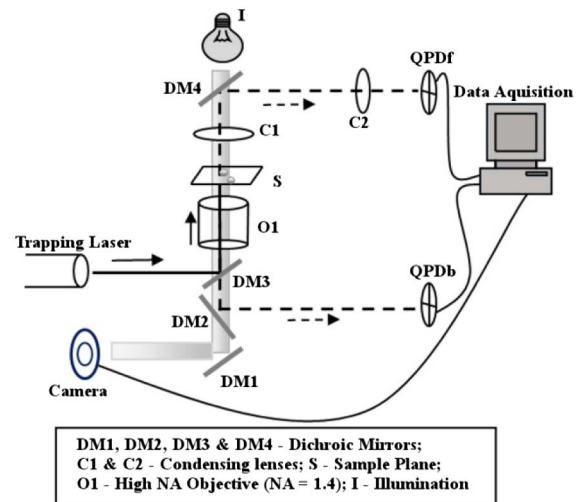 I
QPDf
DM4
Data Aquisition
C1
C2
S
O1
Trapping Laser
DM3
QPDb
DM2
DM1
Camera
DM1, DM2, DM3 & DM4 - Dichroic Mirrors;
C1 & C2 - Condensing lenses; S - Sample Plane;
O1 - High NA Objective (NA = 1.4); I - Illumination